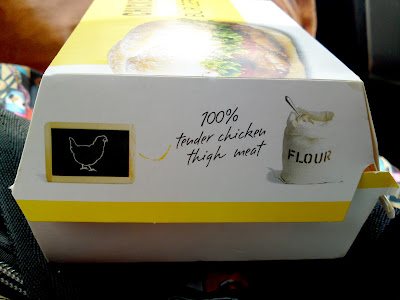 100%
tender chicken
thigh meat
FLOUR